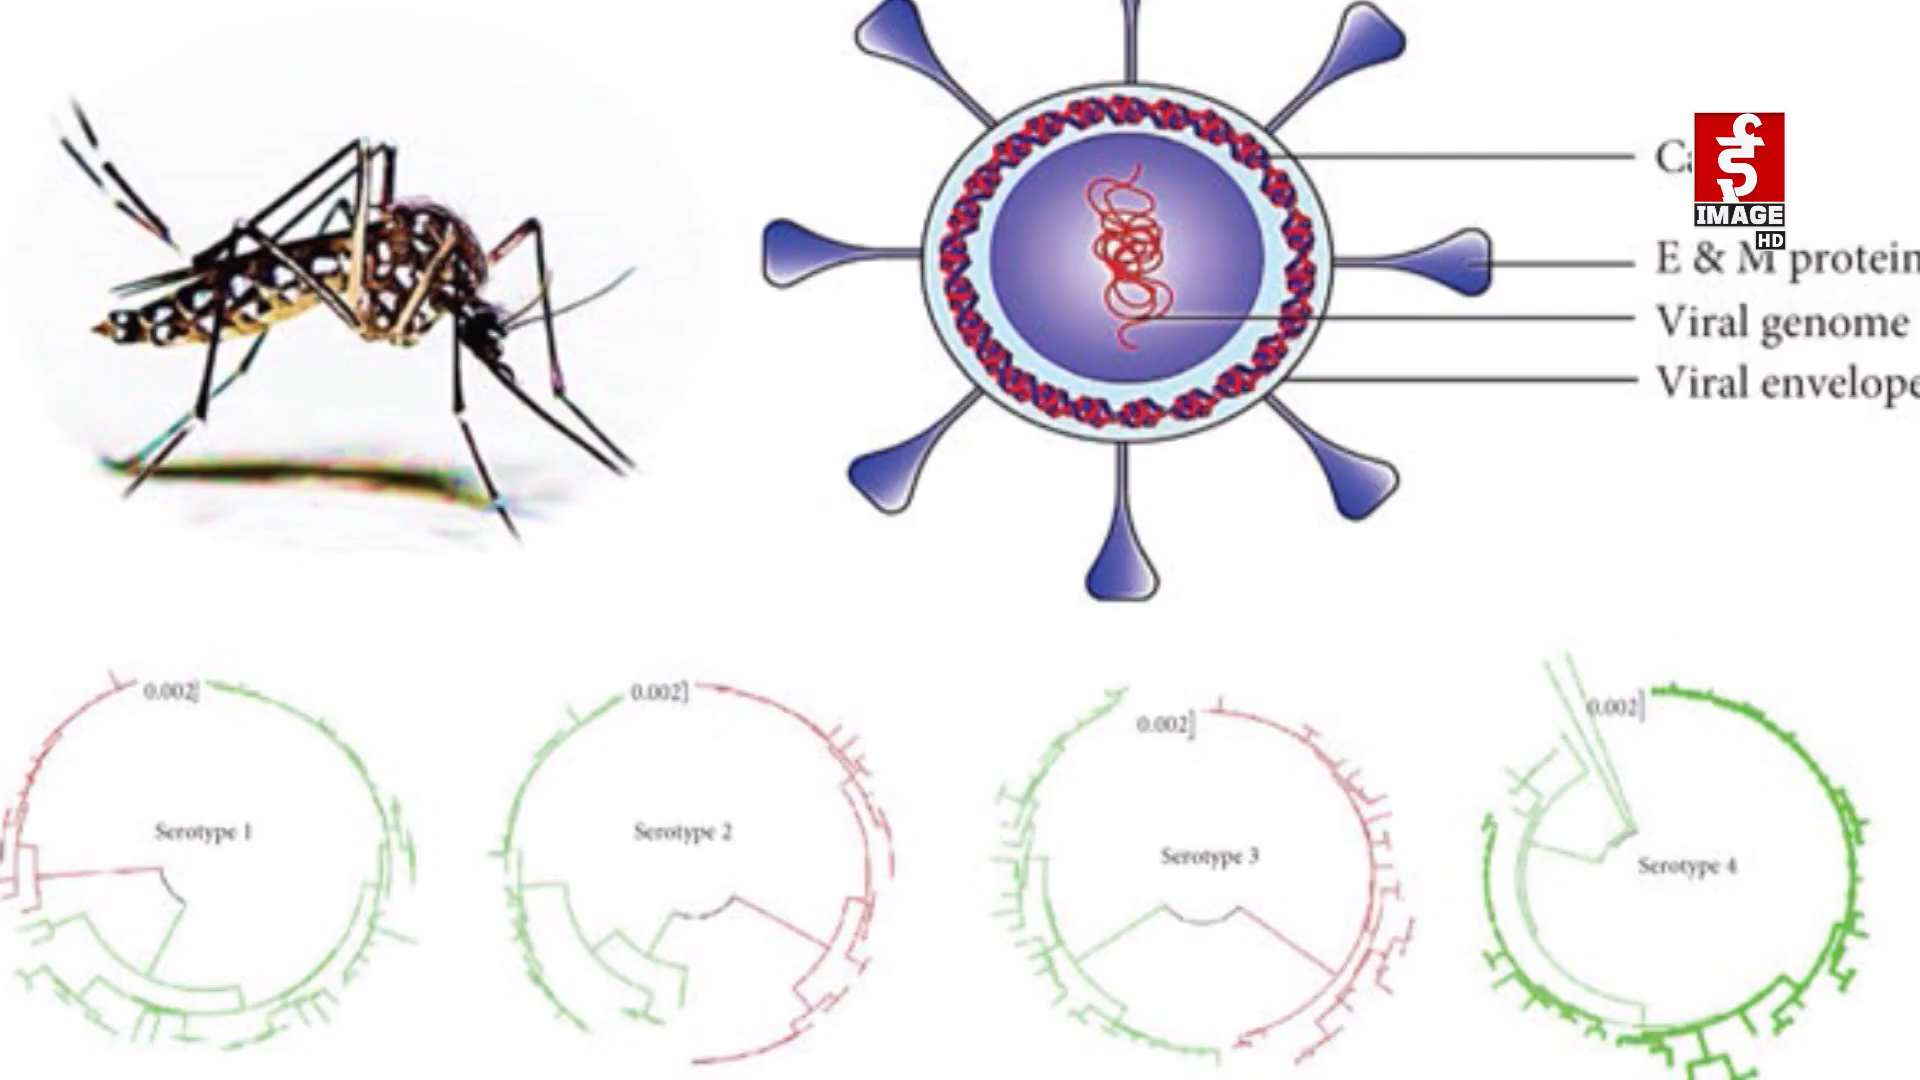 IMAGE
HD
E & M protein
Viral genome
Viral envelope
0.002
0.002
0.002
0.002
Serotype 1
Serotype 2
Serotype 3
Serotype 4